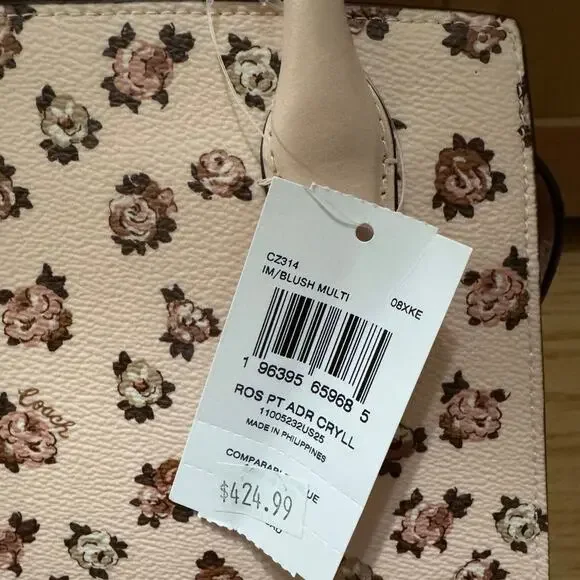 Coach
CZ314
IM/BLUSH MULTI 08XKE
1 96395 65968 5
ROS PT ADR CRYLL
11005232US25
MADE IN PHILIPPINES
COMPARABLE
$424.99